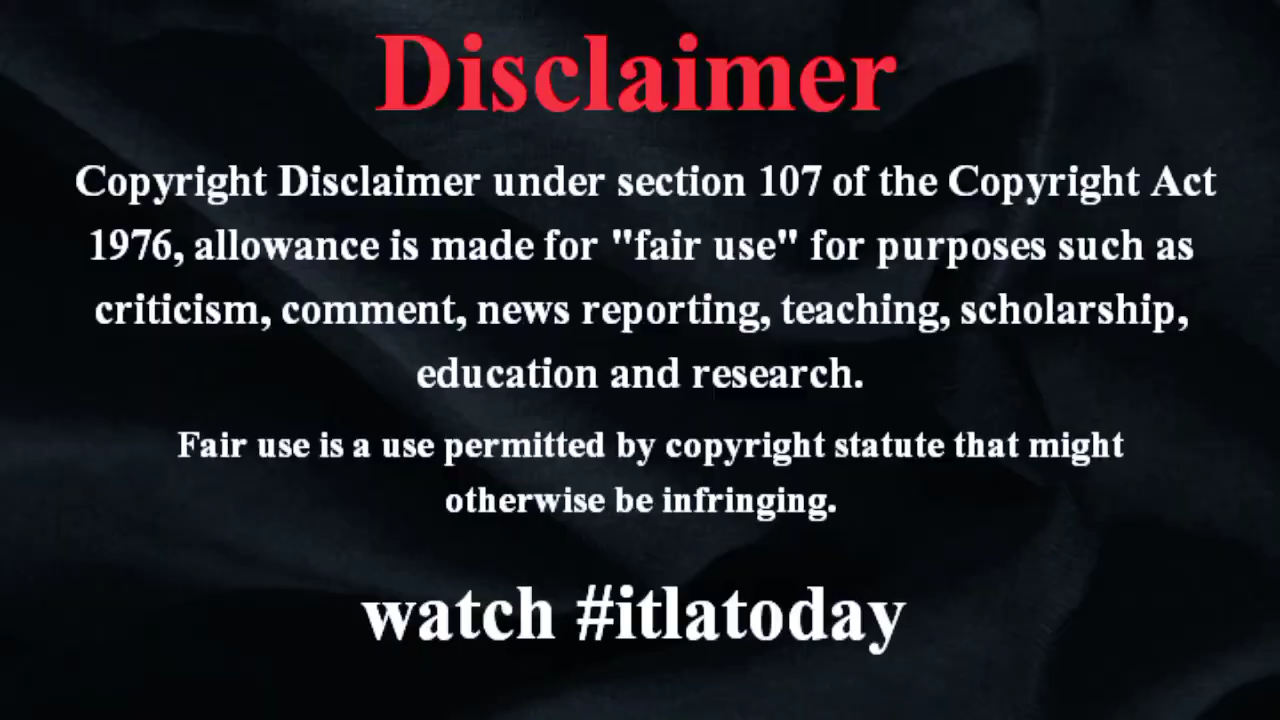 Disclaimer
Copyright Disclaimer under section 107 of the Copyright Act
1976, allowance is made for "fair use" for purposes such as
criticism, comment, news reporting, teaching, scholarship,
education and research.
Fair use is a use permitted by copyright statute that might
otherwise be infringing.
watch #itlatoday